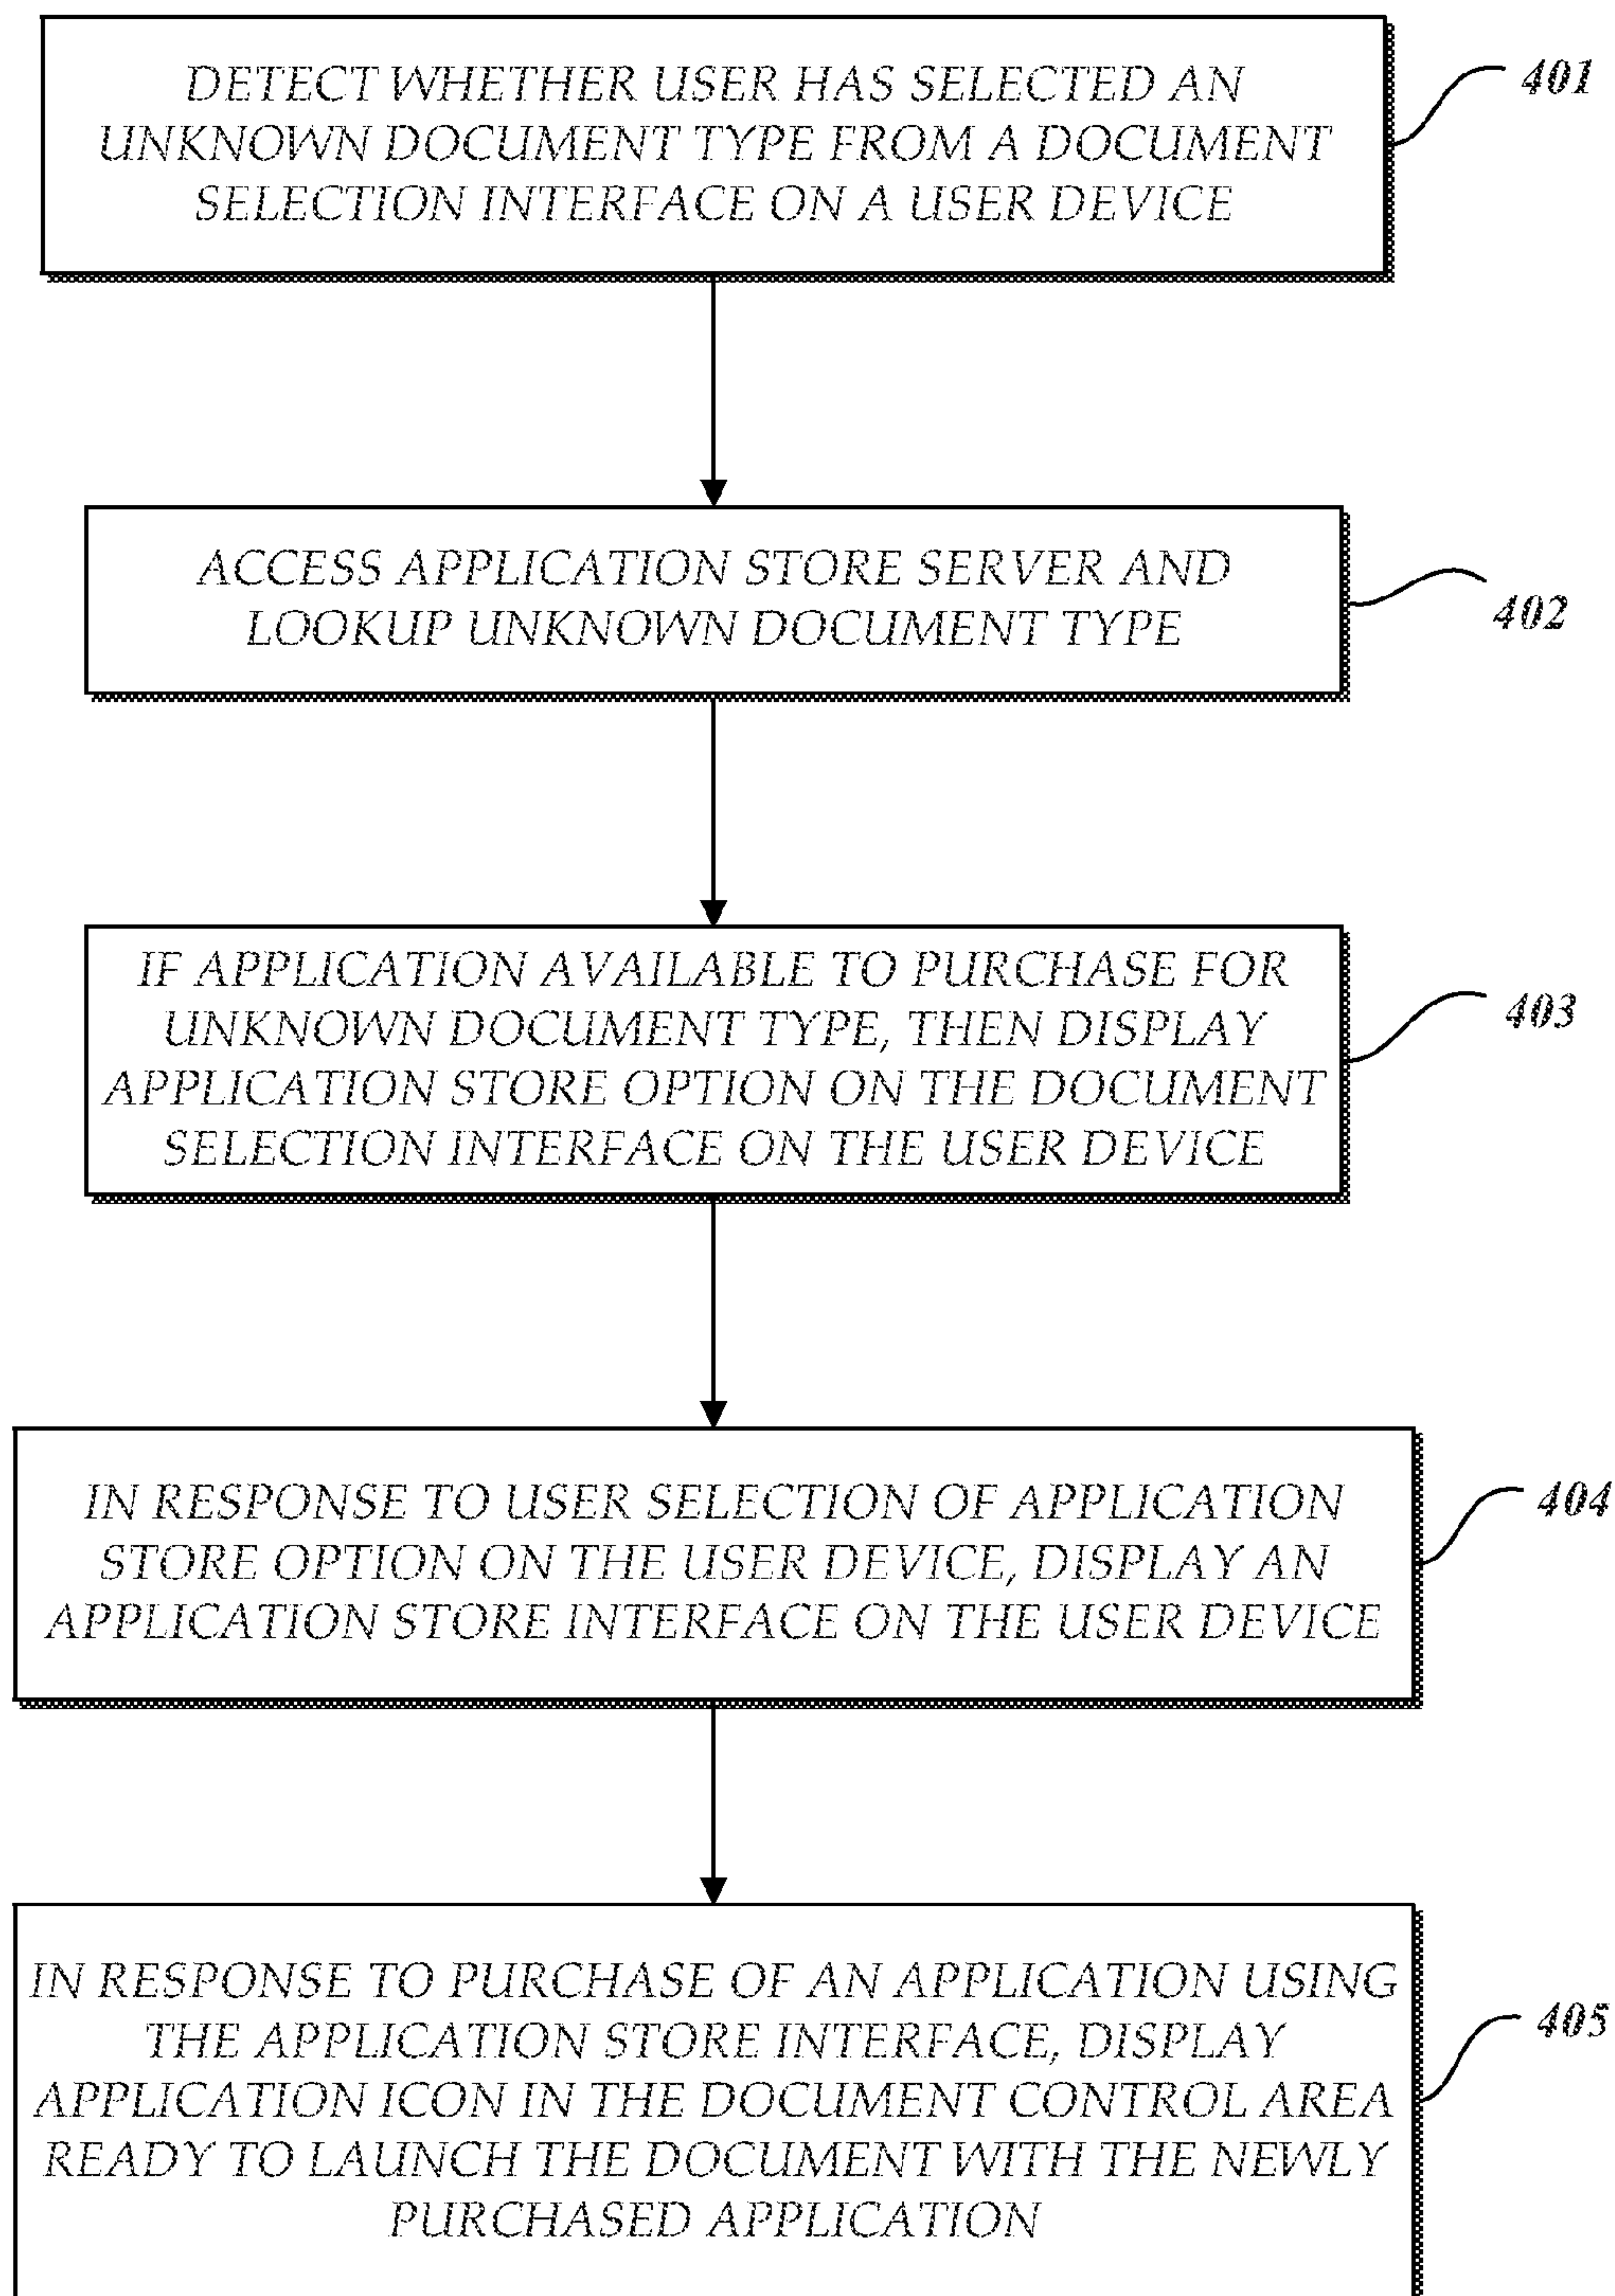 DETECT WHETHER USER HAS SELECTED AN
UNKNOWN DOCUMENT TYPE FROM A DOCUMENT
SELECTION INTERFACE ON A USER DEVICE
401
ACCESS APPLICATION STORE SERVER AND
LOOKUP UNKNOWN DOCUMENT TYPE
402
IF APPLICATION AVAILABLE TO PURCHASE FOR
UNKNOWN DOCUMENT TYPE, THEN DISPLAY
APPLICATION STORE OPTION ON THE DOCUMENT
SELECTION INTERFACE ON THE USER DEVICE
403
IN RESPONSE TO USER SELECTION OF APPLICATION
STORE OPTION ON THE USER DEVICE, DISPLAY AN
APPLICATION STORE INTERFACE ON THE USER DEVICE
404
IN RESPONSE TO PURCHASE OF AN APPLICATION USING
THE APPLICATION STORE INTERFACE, DISPLAY
APPLICATION ICON IN THE DOCUMENT CONTROL AREA
READY TO LAUNCH THE DOCUMENT WITH THE NEWLY
PURCHASED APPLICATION
405